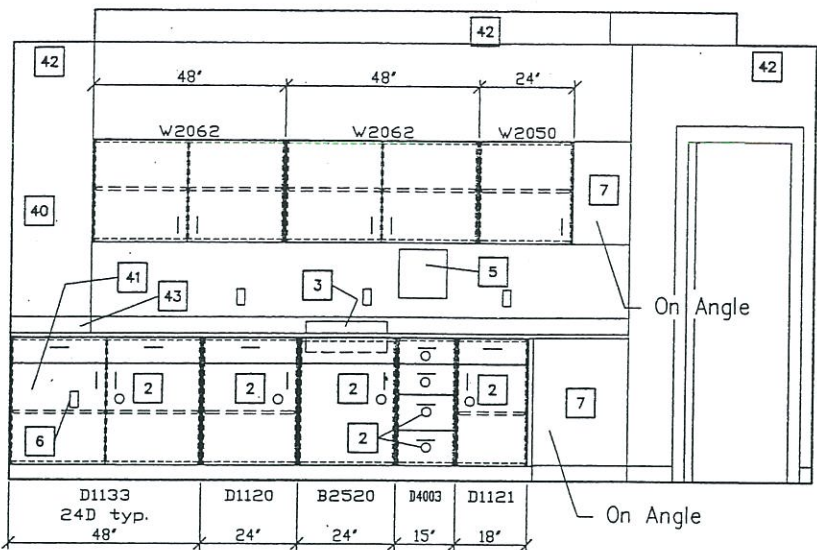 42
42
42
48" 48" 24"
W2062 W2062 W2050
7
40
5
41
3
43
On Angle
2 2 2 2
7
2
6
D1133 D1120 B2520 D4003 D1121
24D typ.
On Angle
48" 24" 24" 15" 18"